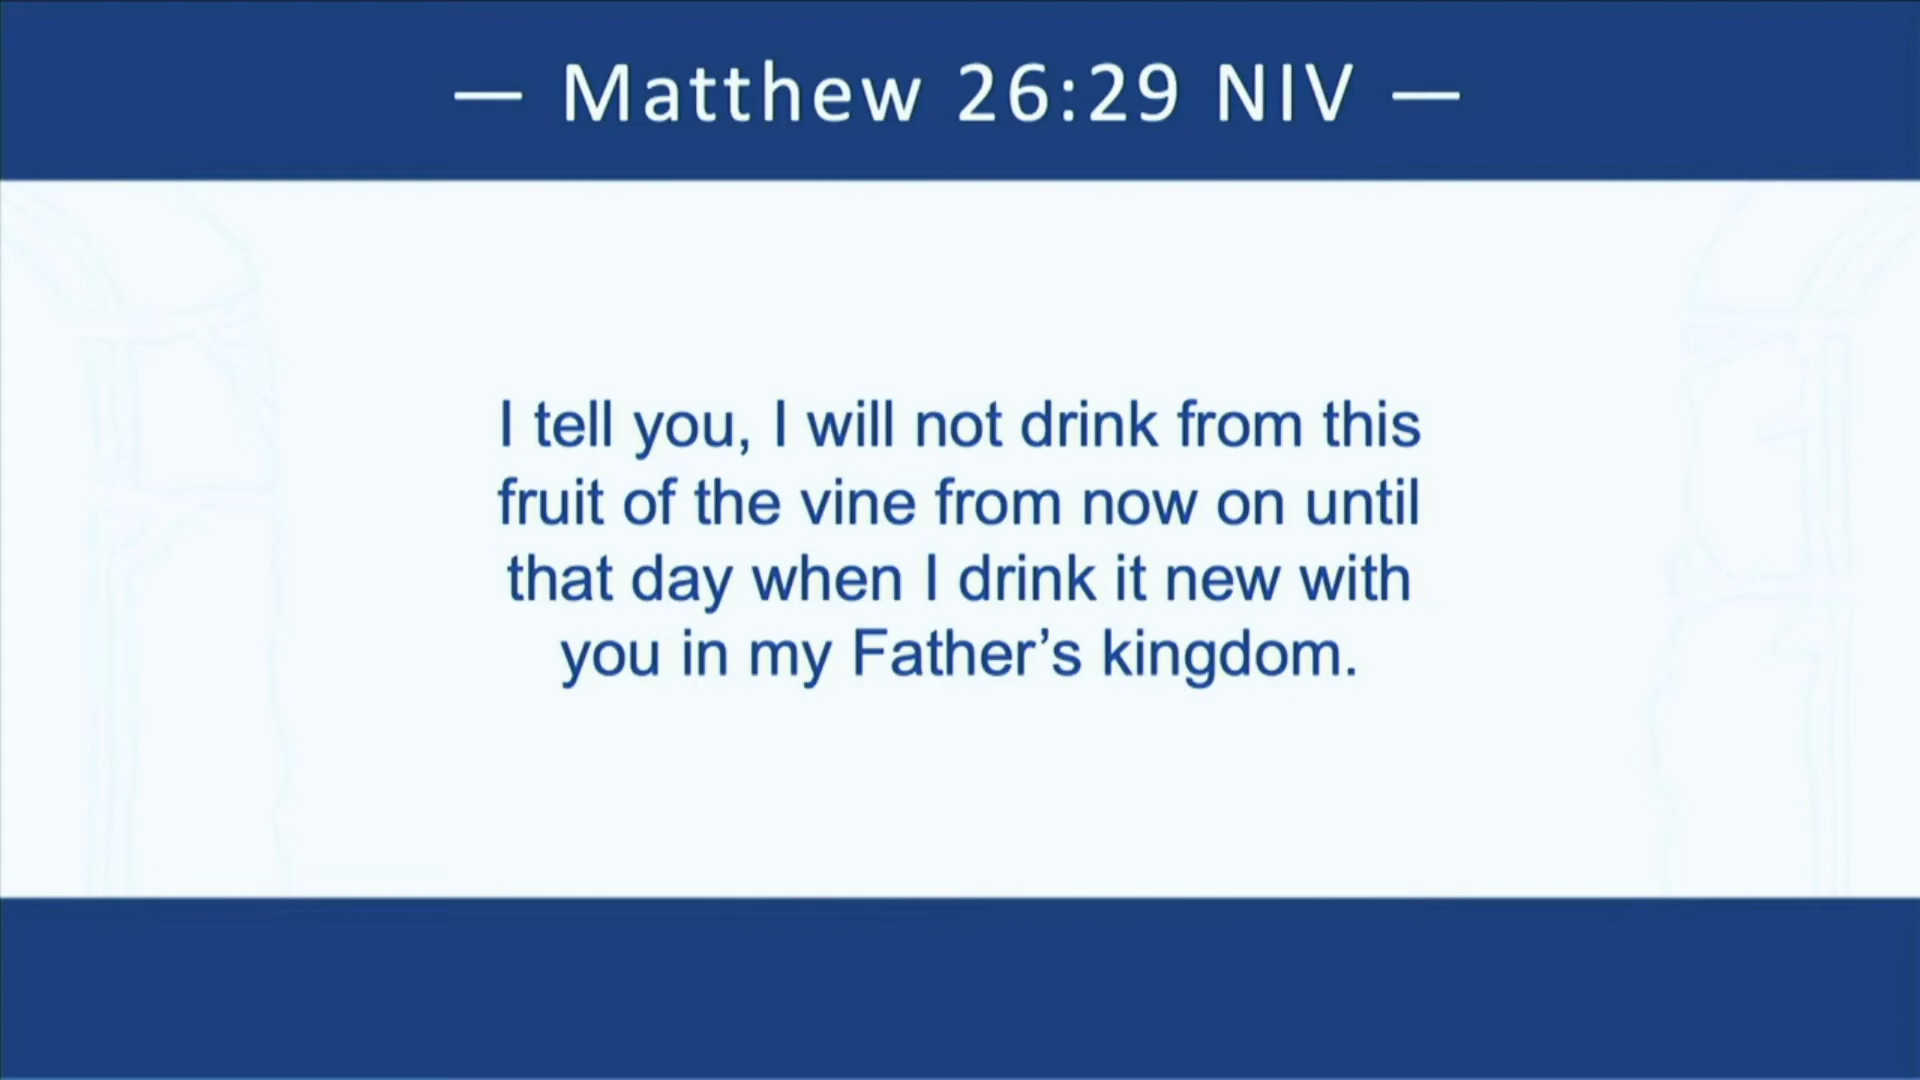 — Matthew 26:29 NIV —
I tell you, I will not drink from this
fruit of the vine from now on until
that day when I drink it new with
you in my Father’s kingdom.